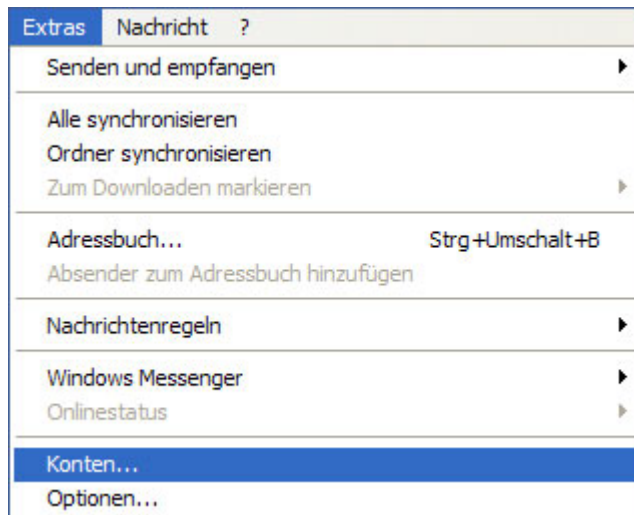 Extras Nachricht ?
Senden und empfangen
Alle synchronisieren
Ordner synchronisieren
Zum Downloaden markieren
Adressbuch... Strg+Umschalt+B
Absender zum Adressbuch hinzufügen
Nachrichtenregeln
Windows Messenger
Onlinestatus
Konten...
Optionen...